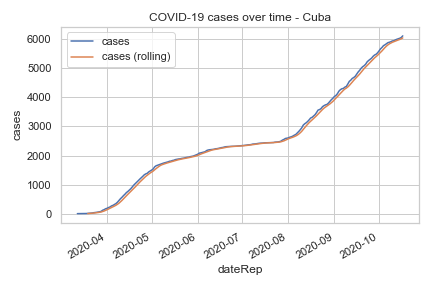 COVID-19 cases over time - Cuba
cases
cases (rolling)
6000
5000
4000
3000
2000
1000
0
cases
2020-04
2020-05
2020-06
2020-07
2020-08
2020-09
2020-10
dateRep